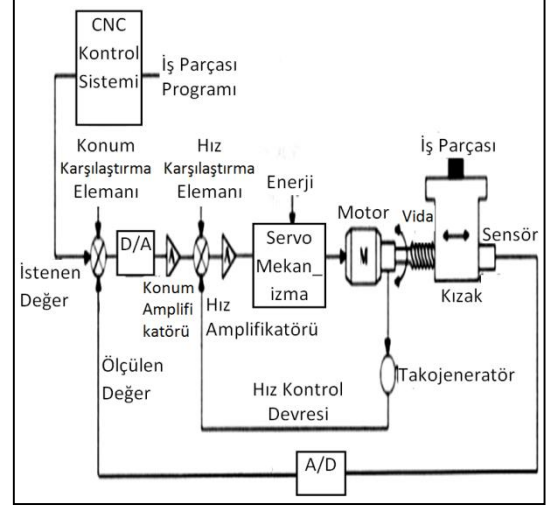 CNC
Kontrol
Sistemi
İş Parçası
Programı
Konum
Karşılaştırma
Elemanı
Hız
Karşılaştırma
Elemanı
Enerji
İş Parçası
Motor
Vida
Sensör
D/A
Servo
Mekan_
izma
M
İstenen
Değer
Konum
Amplifi
katörü
Hız
Amplifikatörü
Kızak
Ölçülen
Değer
Hız Kontrol
Devresi
Takojeneratör
A/D